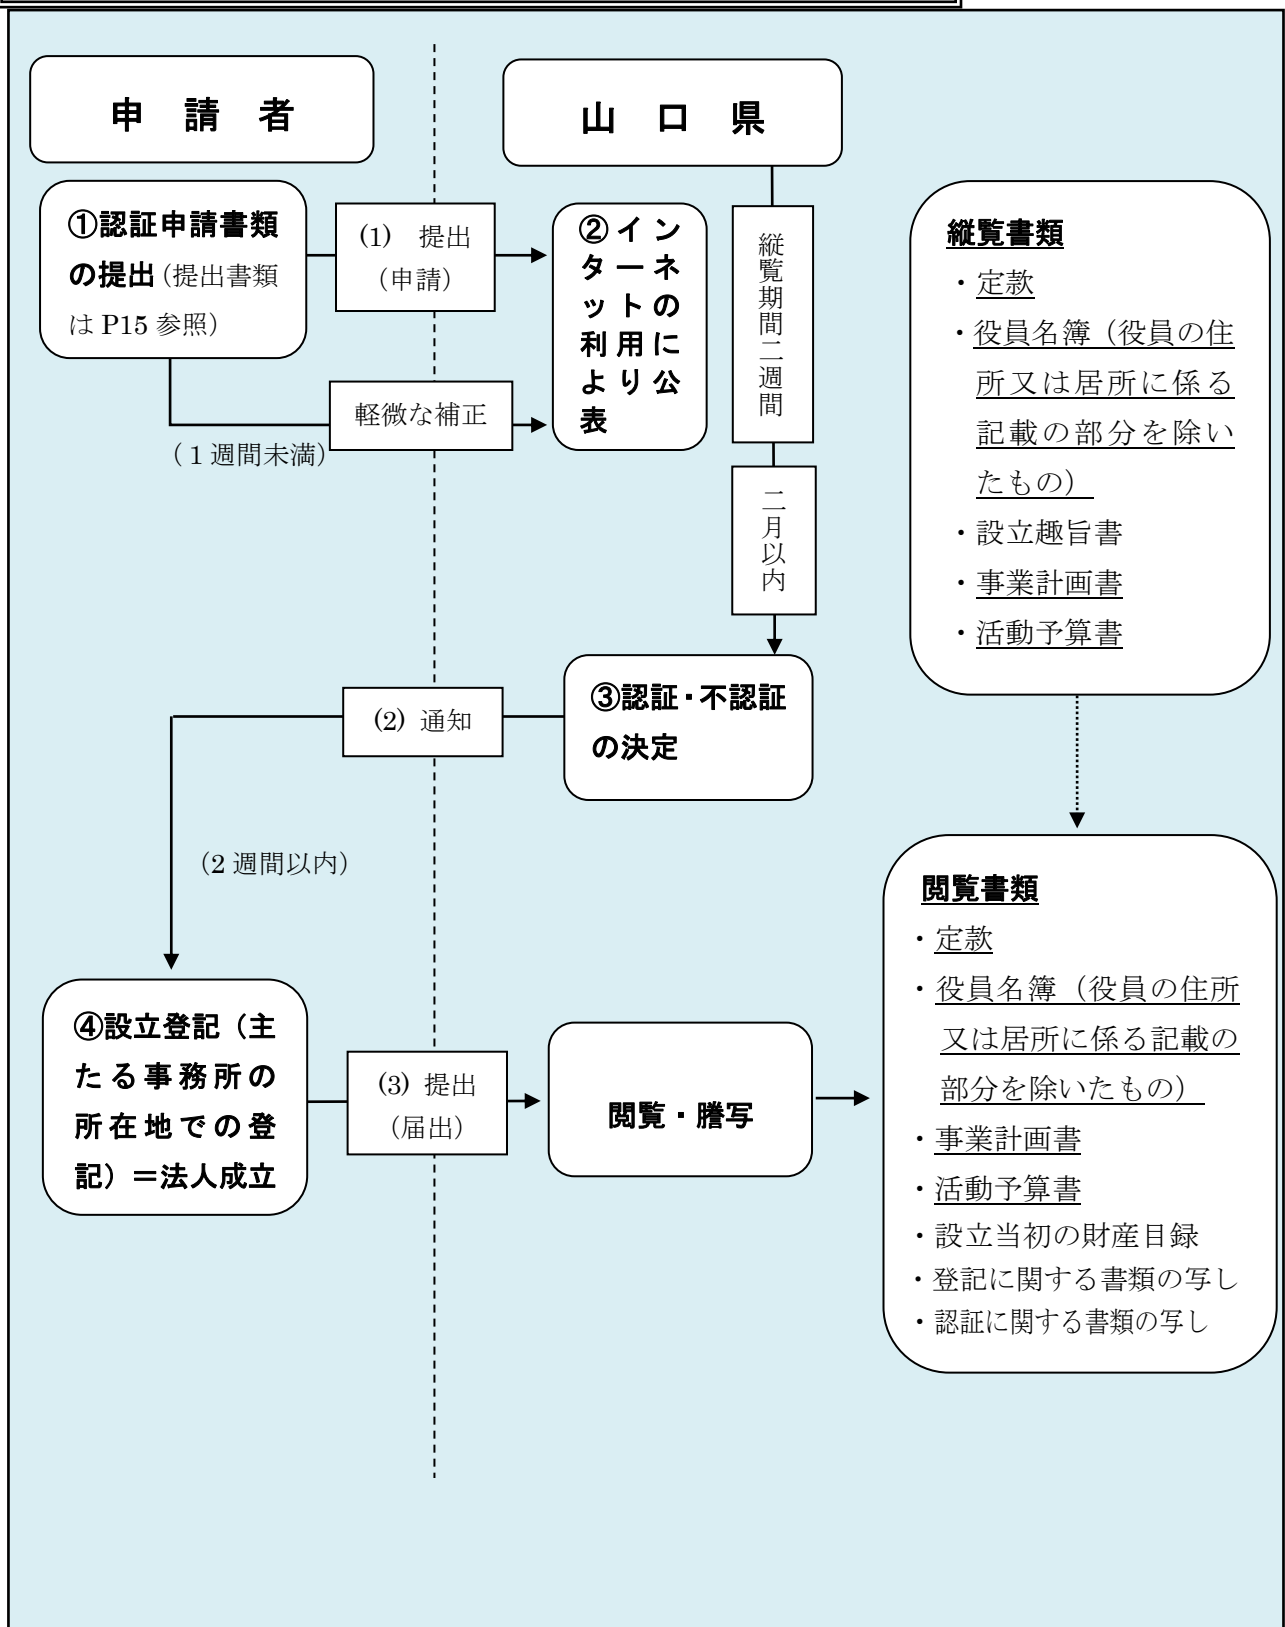 申 請 者
山 口 県
①認証申請書類
の提出(提出書類
は P15 参照)
(1) 提出
(申請)
②イン
ターネ
ットの
利用に
より公
表
軽微な補正
(1週間未満)
縦覧期間二週間
二月以内
③認証・不認証
の決定
(2) 通知
(2 週間以内)
④設立登記(主
たる事務所の
所在地での登
記)=法人成立
(3) 提出
(届出)
閲覧・謄写
縦覧書類
・定款
・役員名簿(役員の住
所又は居所に係る
記載の部分を除い
たもの)
・設立趣旨書
・事業計画書
・活動予算書
閲覧書類
・定款
・役員名簿(役員の住所
又は居所に係る記載の
部分を除いたもの)
・事業計画書
・活動予算書
・設立当初の財産目録
・登記に関する書類の写し
・認証に関する書類の写し